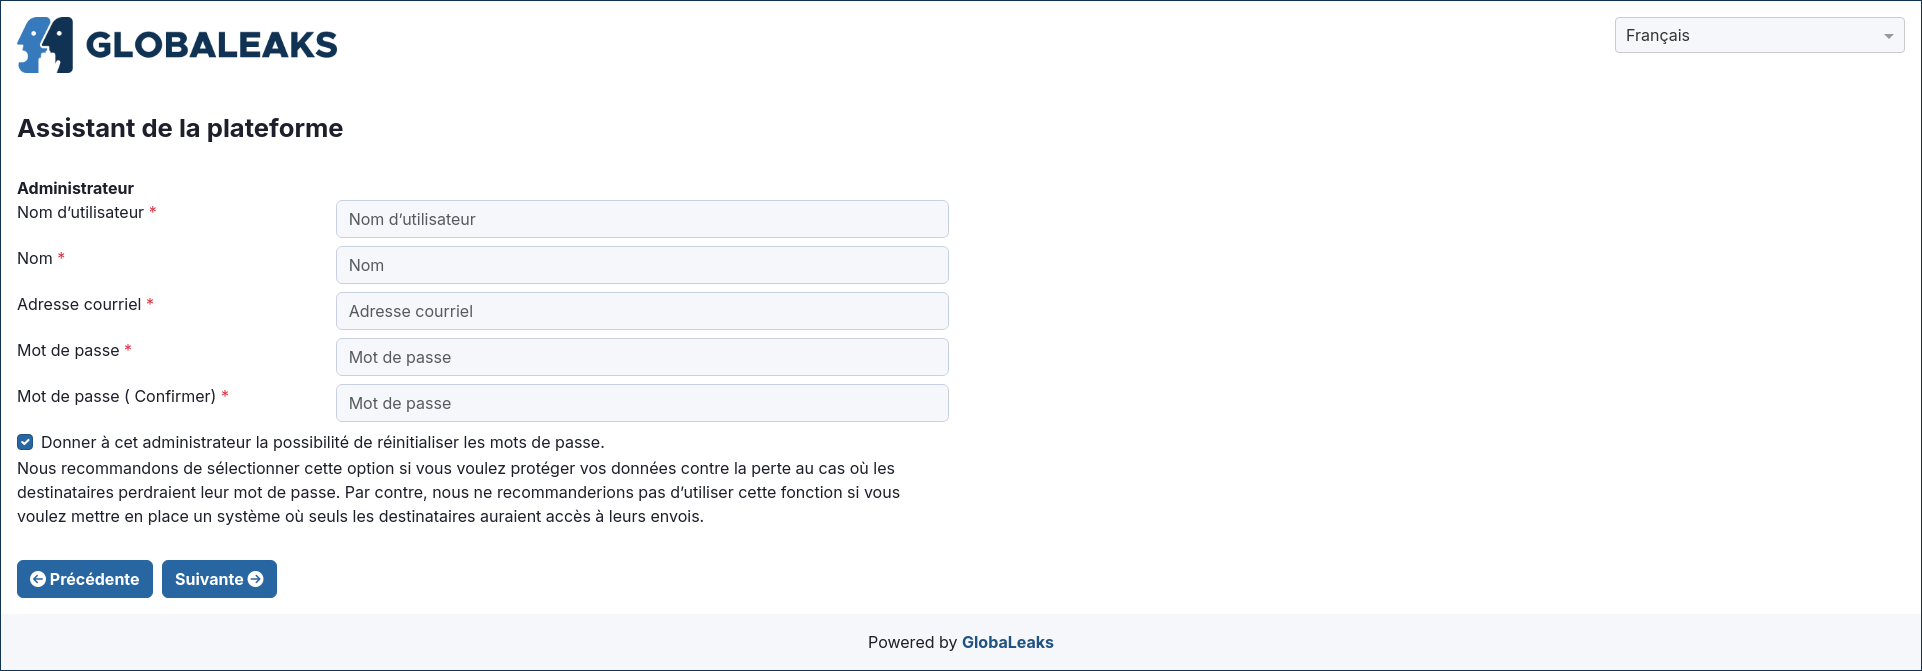 GLOBALEAKS
Français
Assistant de la plateforme
Administrateur
Nom d‘utilisateur *
Nom d‘utilisateur
Nom *
Nom
Adresse courriel *
Adresse courriel
Mot de passe *
Mot de passe
Mot de passe ( Confirmer) *
Mot de passe
Donner à cet administrateur la possibilité de réinitialiser les mots de passe.
Nous recommandons de sélectionner cette option si vous voulez protéger vos données contre la perte au cas où les
destinataires perdraient leur mot de passe. Par contre, nous ne recommanderions pas d‘utiliser cette fonction si vous
voulez mettre en place un système où seuls les destinataires auraient accès à leurs envois.
Précédente
Suivante
Powered by GlobaLeaks